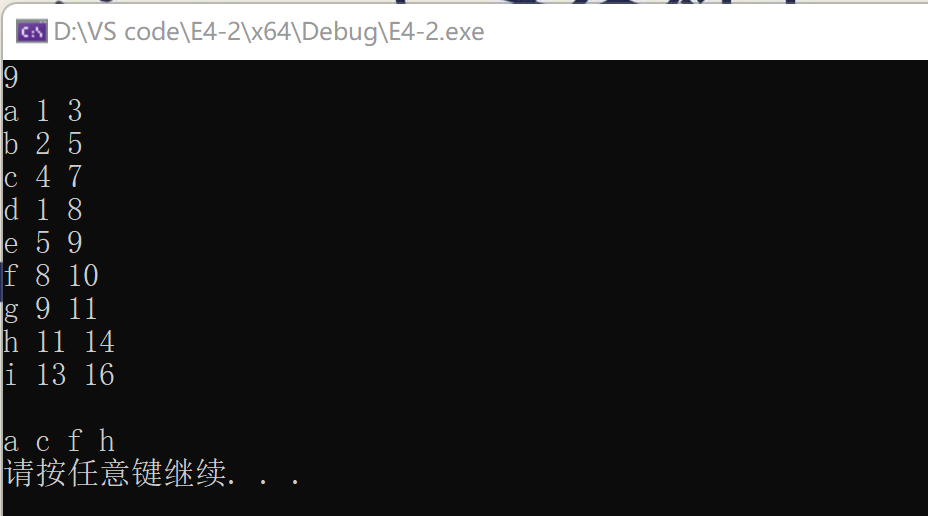 D:\VS code\E4-2\x64\Debug\E4-2.exe
9
a 1 3
b 2 5
c 4 7
d 1 8
e 5 9
f 8 10
g 9 11
h 11 14
i 13 16
a c f h
请按任意键继续. . .